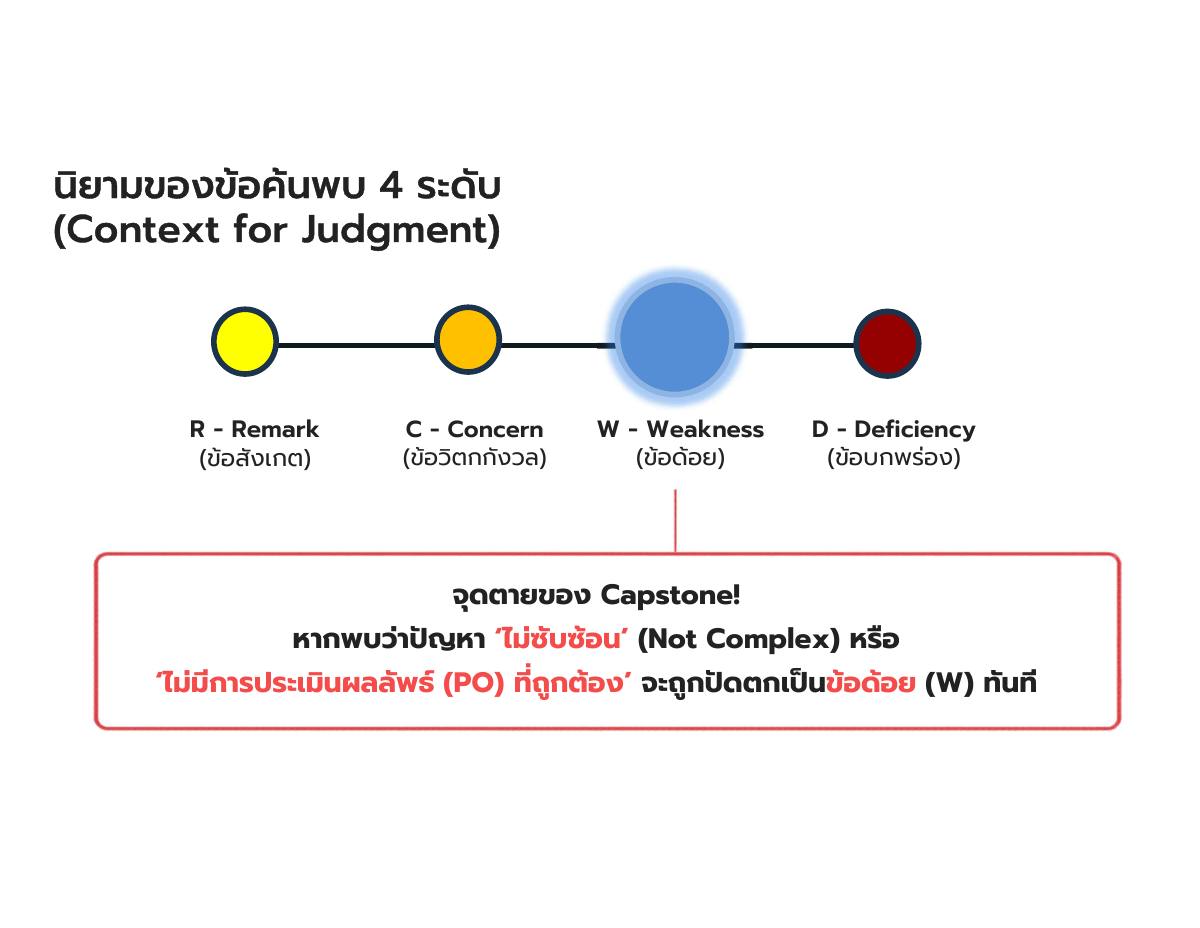 นิยามของข้อค้นพบ 4 ระดับ
(Context for Judgment)
R - Remark
(ข้อสังเกต)
C - Concern
(ข้อวิตกกังวล)
W - Weakness
(ข้อด้อย)
D - Deficiency
(ข้อบกพร่อง)
จุดตายของ Capstone!
หากพบว่าปัญหา ‘ไม่ซับซ้อน’ (Not Complex) หรือ
‘ไม่มีการประเมินผลลัพธ์ (PO) ที่ถูกต้อง’ จะถูกปัดตกเป็นข้อด้อย (W) ทันที